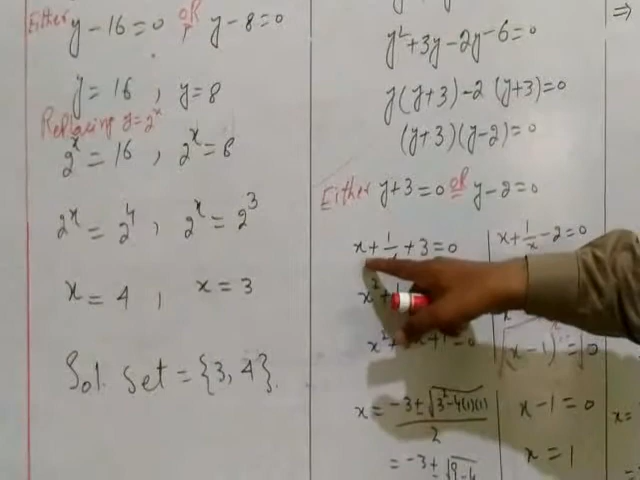 Either y - 16 = 0 OR y - 8 = 0
y = 16 , y = 8
Replacing y = 2^x
2^x = 16 , 2^x = 8
2^x = 2^4 , 2^x = 2^3
x = 4 , x = 3
Sol. Set = {3, 4}.
y² + 3y - 2y - 6 = 0
y(y+3) - 2(y+3) = 0
(y+3)(y-2) = 0
Either y + 3 = 0 OR y - 2 = 0
x + 1/ + 3 = 0
x² +
x² + x + 1 = 0
x = (-3 ± √(3² - 4(1)(1)))/2
= -3 ± √9-4
x + 1/x - 2 = 0
(x-1)² = 0
x - 1 = 0
x = 1
⇒
x =